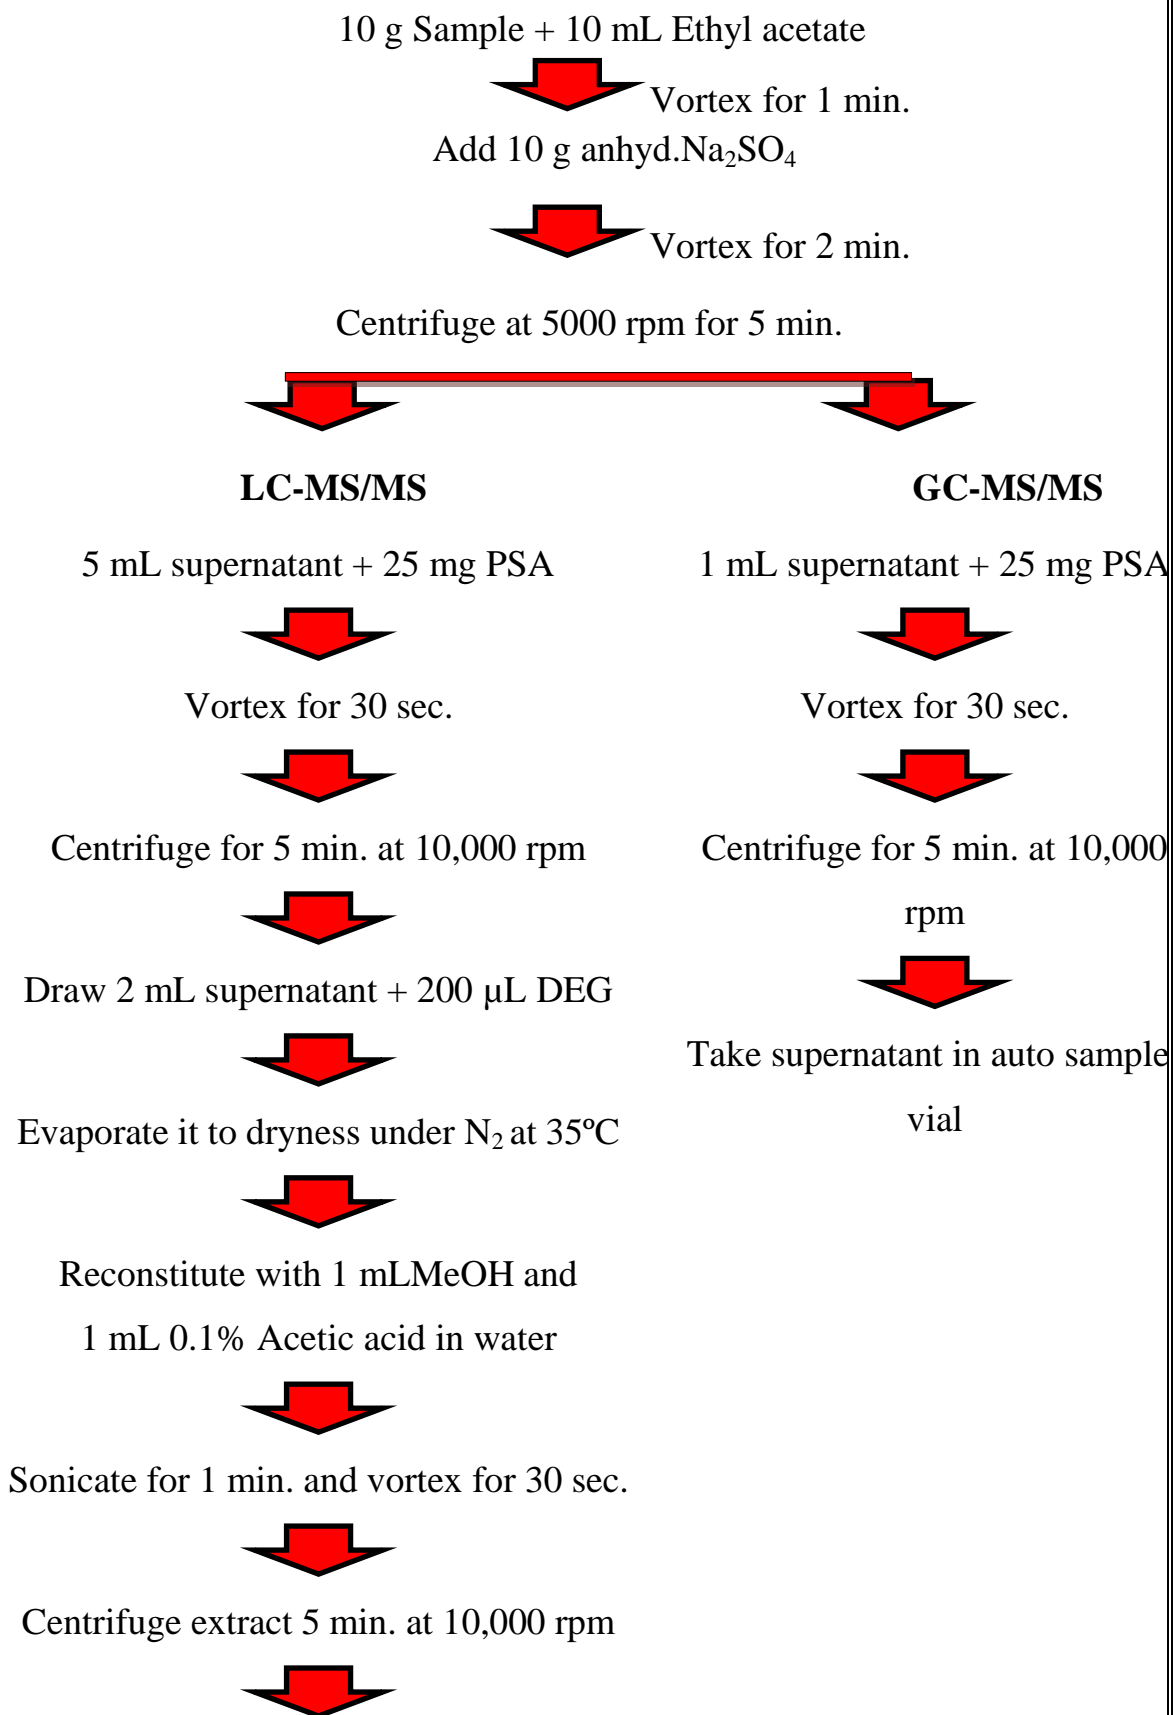 10 g Sample + 10 mL Ethyl acetate
Vortex for 1 min.
Add 10 g anhyd.Na₂SO₄
Vortex for 2 min.
Centrifuge at 5000 rpm for 5 min.
LC-MS/MS
5 mL supernatant + 25 mg PSA
Vortex for 30 sec.
Centrifuge for 5 min. at 10,000 rpm
Draw 2 mL supernatant + 200 µL DEG
Evaporate it to dryness under N₂ at 35ºC
Reconstitute with 1 mLMeOH and
1 mL 0.1% Acetic acid in water
Sonicate for 1 min. and vortex for 30 sec.
Centrifuge extract 5 min. at 10,000 rpm
GC-MS/MS
1 mL supernatant + 25 mg PSA
Vortex for 30 sec.
Centrifuge for 5 min. at 10,000
rpm
Take supernatant in auto sample
vial